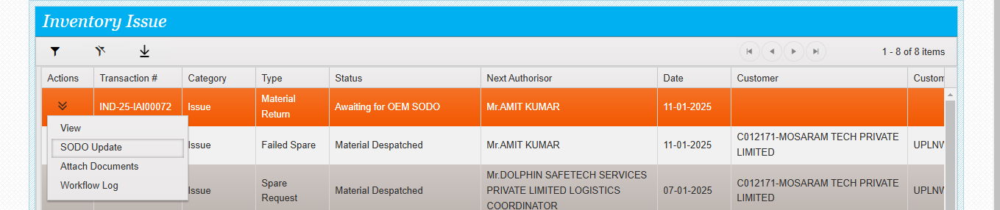 Inventory Issue
1 - 8 of 8 items
Actions Transaction # Category Type Status Next Authorisor Date Customer Custom
IND-25-IAI00072 Issue Material Return Awaiting for OEM SODO Mr.AMIT KUMAR 11-01-2025
View
SODO Update
Attach Documents
Workflow Log
Issue Failed Spare Material Despatched Mr.AMIT KUMAR 11-01-2025 C012171-MOSARAM TECH PRIVATE LIMITED UPLNW
Issue Spare Request Material Despatched Mr.DOLPHIN SAFETECH SERVICES PRIVATE LIMITED LOGISTICS COORDINATOR 07-01-2025 C012171-MOSARAM TECH PRIVATE LIMITED UPLNW